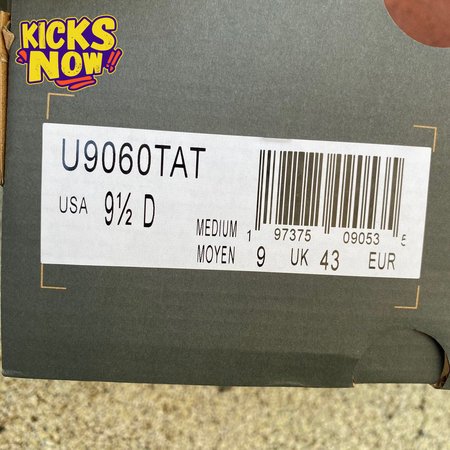 KICKS
NOW!
U9060TAT
USA 9½ D
MEDIUM
MOYEN
1 97375 09053 5
9 UK 43 EUR